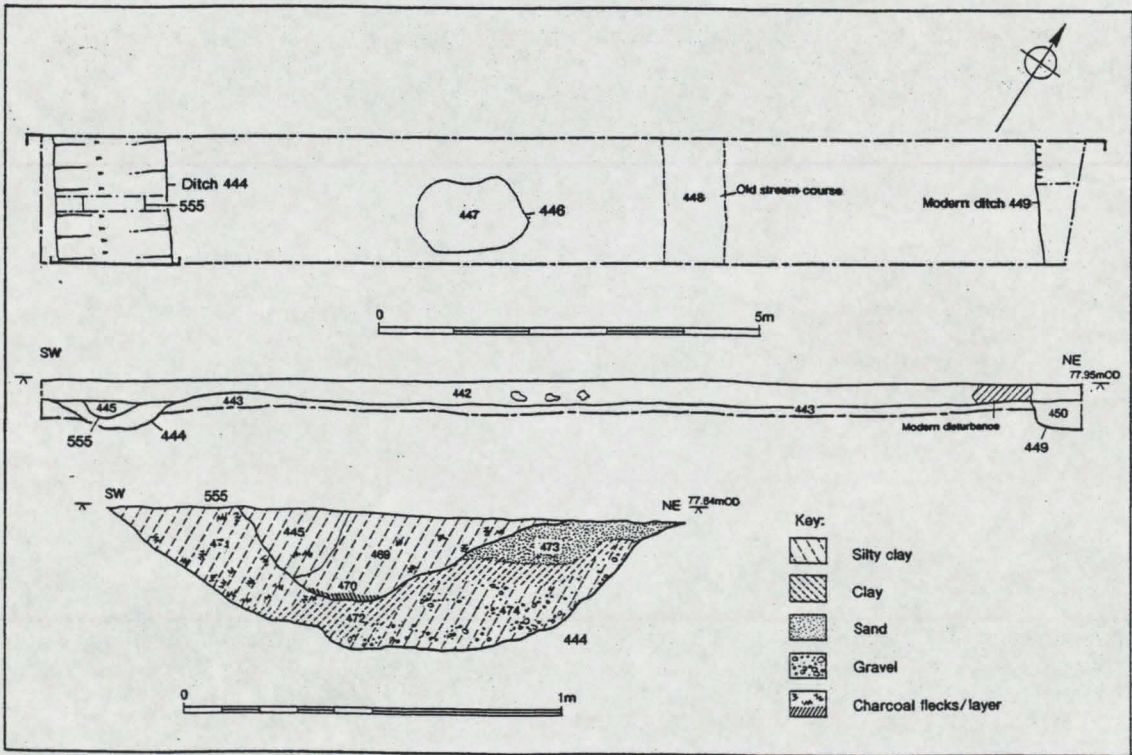 Ditch 444
555
447
446
448
Old stream-course
Modern ditch 449
0
5m
SW
NE
77.95mOD
445
443
442
443
450
555
444
Modern disturbance
449
SW
555
NE
77.64mOD
445
471
469
473
470
474
472
444
0
1m
Key:
Silty clay
Clay
Sand
Gravel
Charcoal flecks/layer